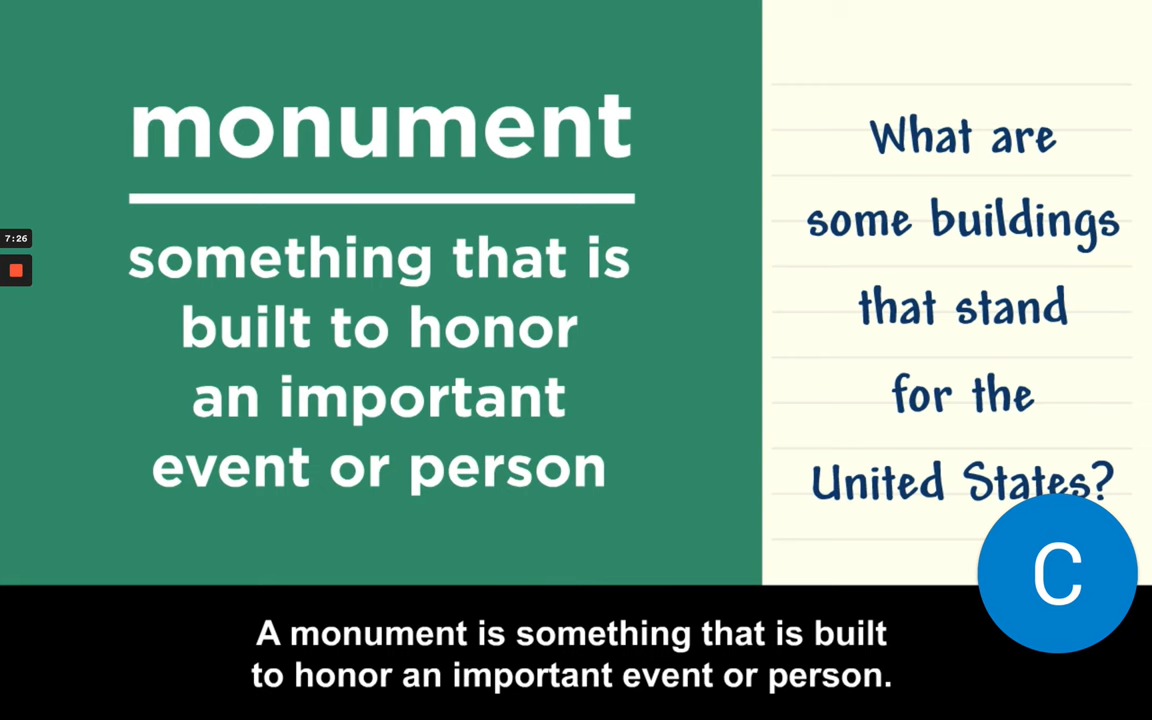 monument
something that is
built to honor
an important
event or person
7:26
What are
some buildings
that stand
for the
United States?
C
A monument is something that is built
to honor an important event or person.